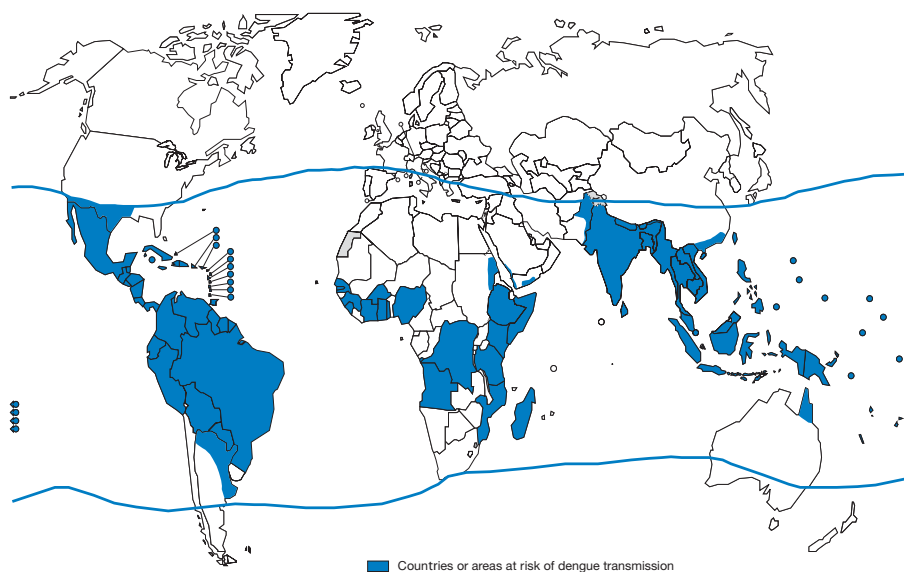 Countries or areas at risk of dengue transmission